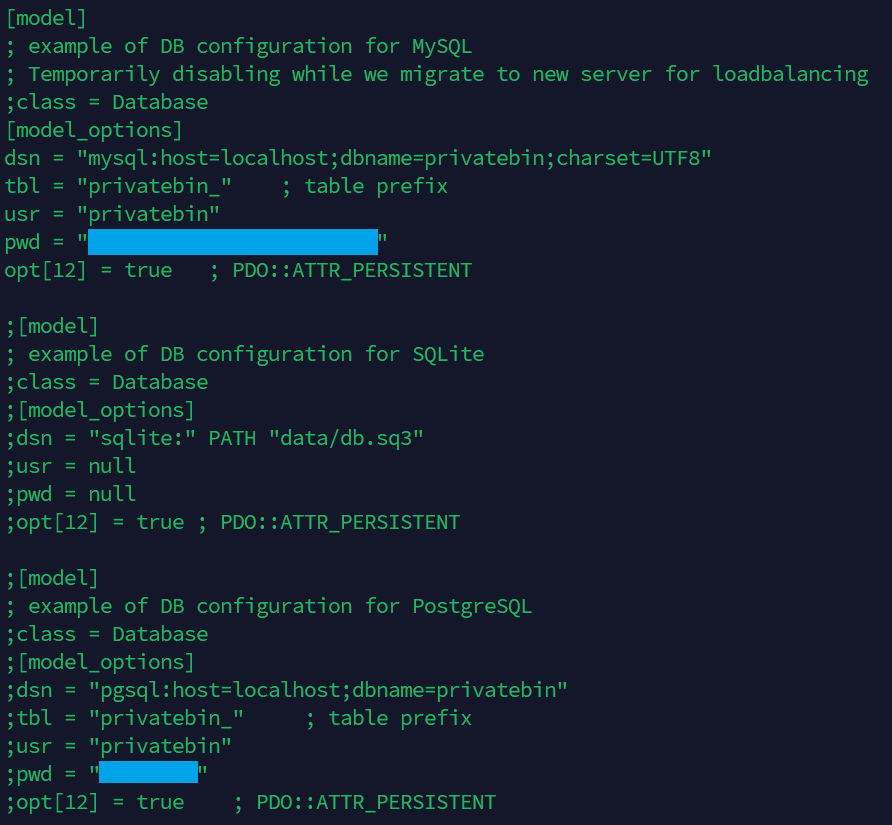 [model]
; example of DB configuration for MySQL
; Temporarily disabling while we migrate to new server for loadbalancing
;class = Database
[model_options]
dsn = "mysql:host=localhost;dbname=privatebin;charset=UTF8"
tbl = "privatebin_"    ; table prefix
usr = "privatebin"
pwd = ""
opt[12] = true   ; PDO::ATTR_PERSISTENT

;[model]
; example of DB configuration for SQLite
;class = Database
;[model_options]
;dsn = "sqlite:" PATH "data/db.sq3"
;usr = null
;pwd = null
;opt[12] = true ; PDO::ATTR_PERSISTENT

;[model]
; example of DB configuration for PostgreSQL
;class = Database
;[model_options]
;dsn = "pgsql:host=localhost;dbname=privatebin"
;tbl = "privatebin_"     ; table prefix
;usr = "privatebin"
;pwd = ""
;opt[12] = true    ; PDO::ATTR_PERSISTENT